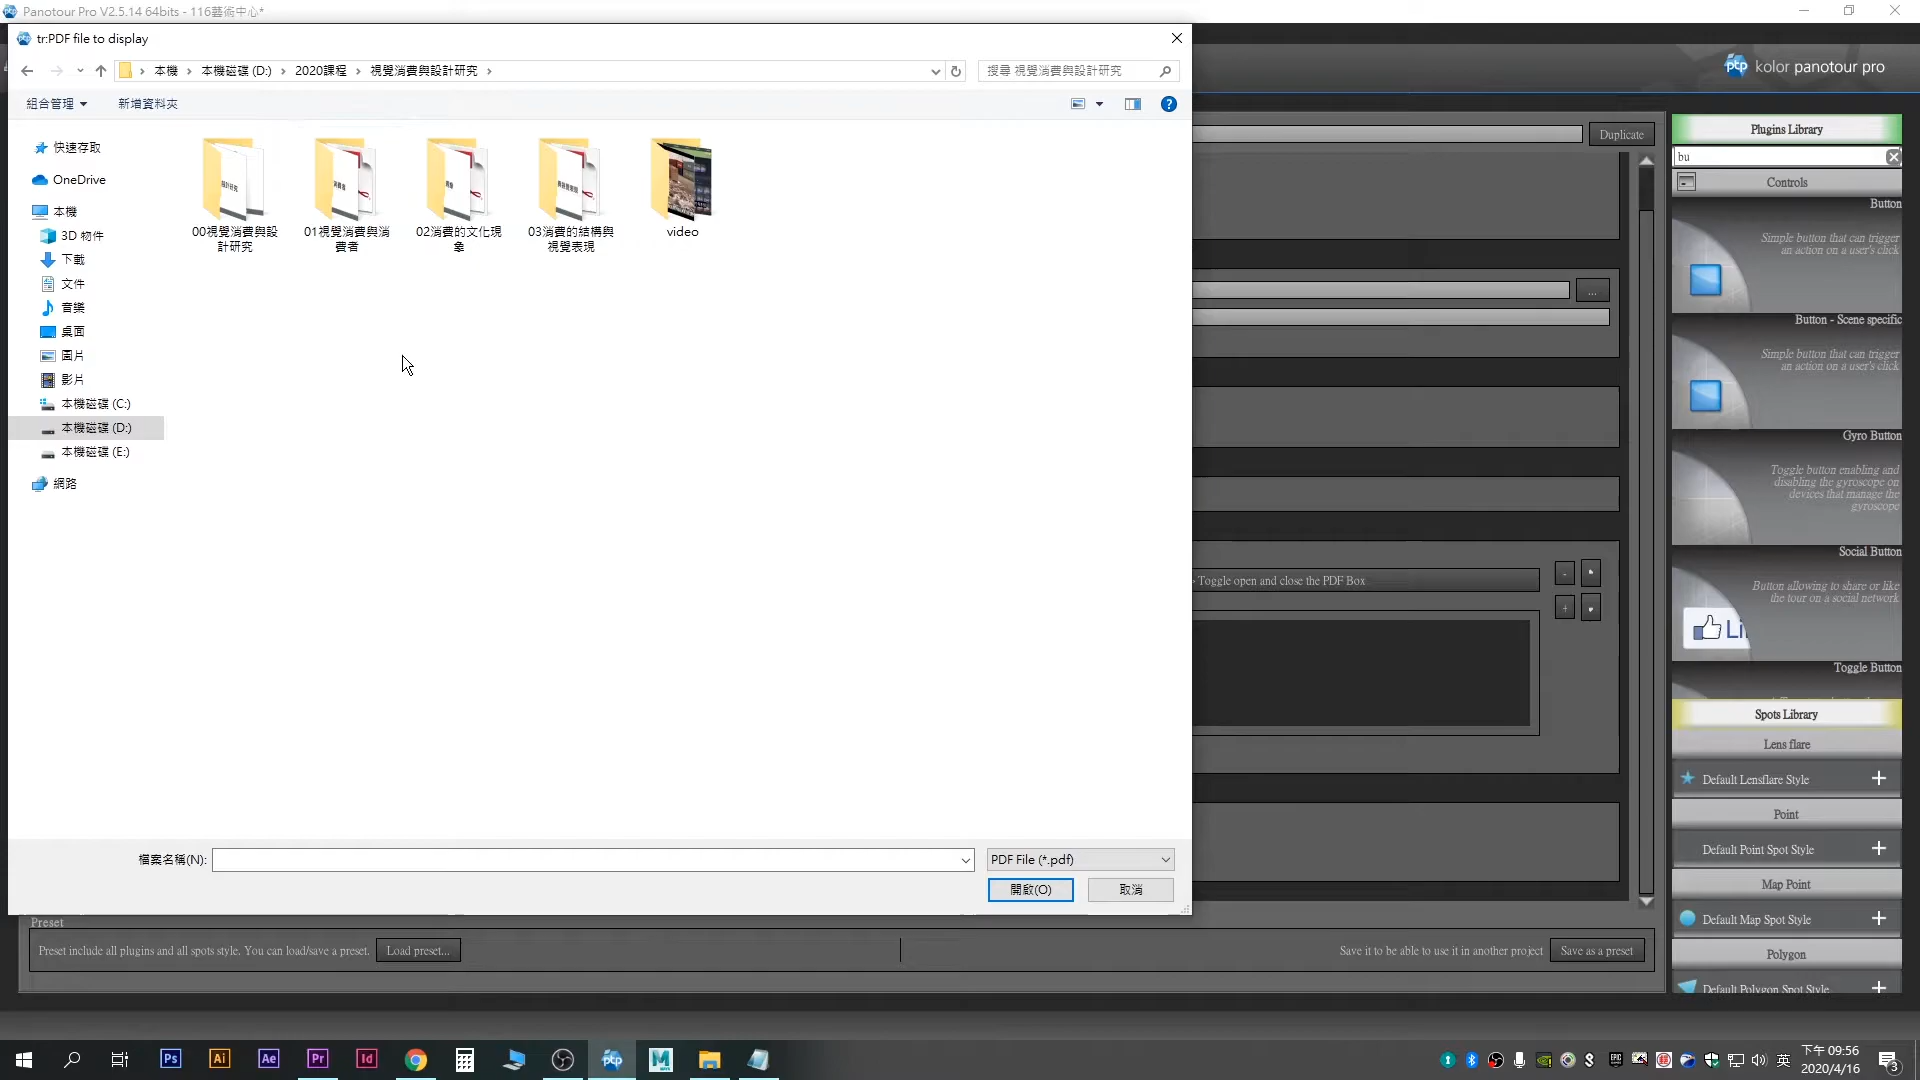 Panotour Pro V2.5.14 64bits - 116藝術中心*
tr:PDF file to display
本機 › 本機磁碟 (D:) › 2020課程 › 視覺消費與設計研究 ›
搜尋 視覺消費與設計研究
組合管理
新增資料夾
快速存取
OneDrive
本機
3D 物件
下載
文件
音樂
桌面
圖片
影片
本機磁碟 (C:)
本機磁碟 (D:)
本機磁碟 (E:)
網路
00視覺消費與設
計研究
01視覺消費與消
費者
02消費的文化現
象
03消費的結構與
視覺表現
video
檔案名稱(N):
PDF File (*.pdf)
開啟(O)
取消
kolor panotour pro
Duplicate
...
Toggle open and close the PDF Box
-
+
Plugins Library
bu
Controls
Button
Simple button that can trigger
an action on a user's click
Button - Scene specific
Simple button that can trigger
an action on a user's click
Gyro Button
Toggle button enabling and
disabling the gyroscope on
devices that manage the
gyroscope
Social Button
Button allowing to share or like
the tour on a social network
Li
Toggle Button
Spots Library
Lens flare
Default Lensflare Style
Point
Default Point Spot Style
Map Point
Default Map Spot Style
Polygon
Default Polygon Spot Style
Preset
Preset include all plugins and all spots style. You can load/save a preset.
Load preset...
Save it to be able to use it in another project
Save as a preset
Ps
Ai
Ae
Pr
Id
ptp
M
英
下午 09:56
2020/4/16
3